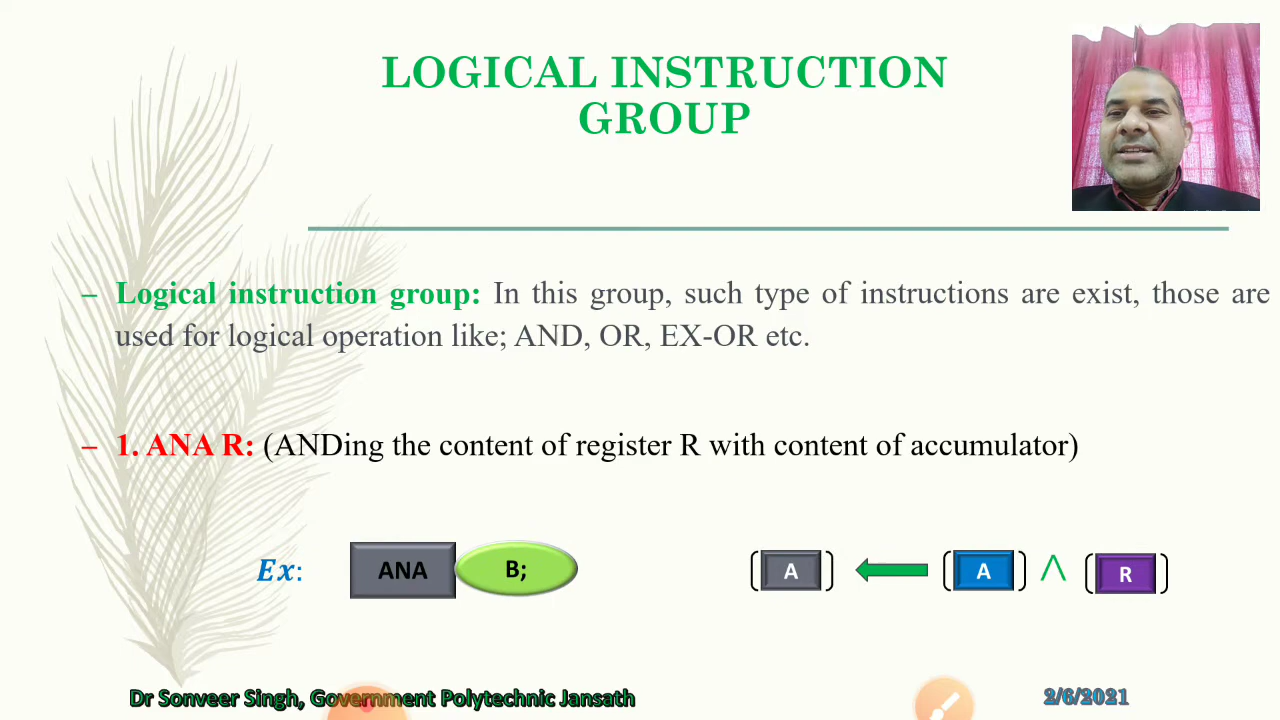 LOGICAL INSTRUCTION
GROUP
– Logical instruction group: In this group, such type of instructions are exist, those are
used for logical operation like; AND, OR, EX-OR etc.
– 1. ANA R: (ANDing the content of register R with content of accumulator)
Ex: ANA B; (A) ← (A) ∧ (R)
Dr Sonveer Singh, Government Polytechnic Jansath 2/6/2021